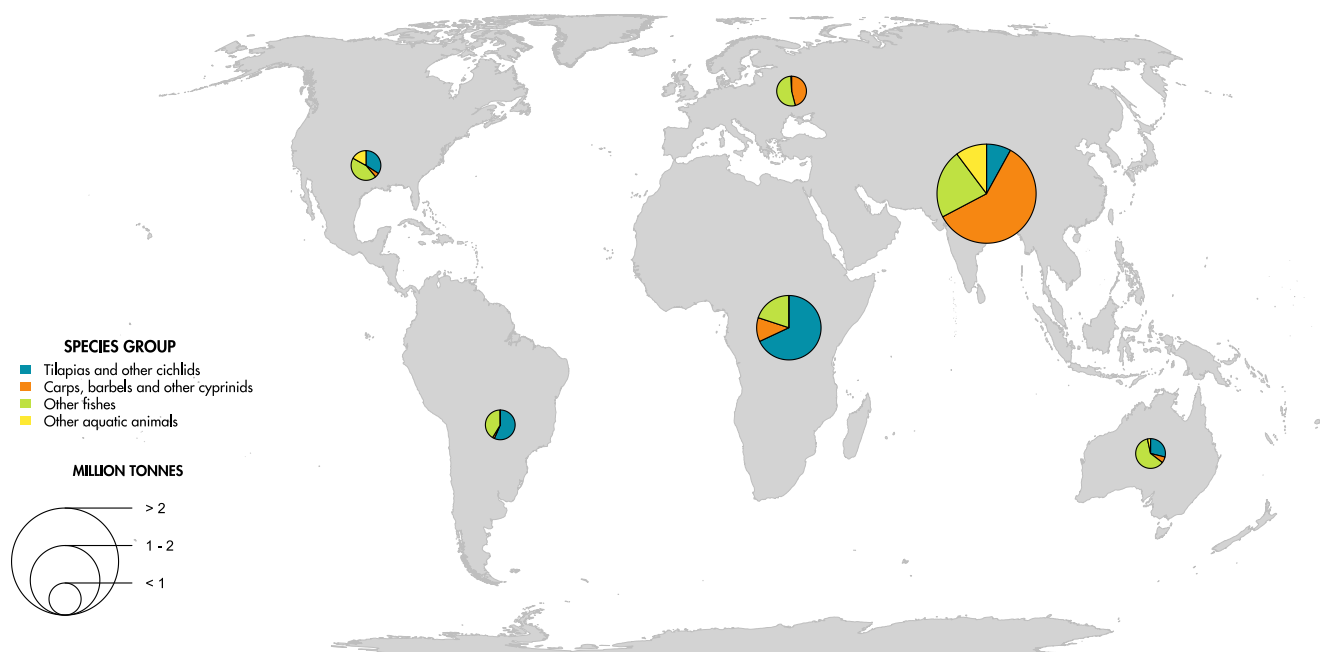 SPECIES GROUP
Tilapias and other cichlids
Carps, barbels and other cyprinids
Other fishes
Other aquatic animals
MILLION TONNES
> 2
1 - 2
< 1